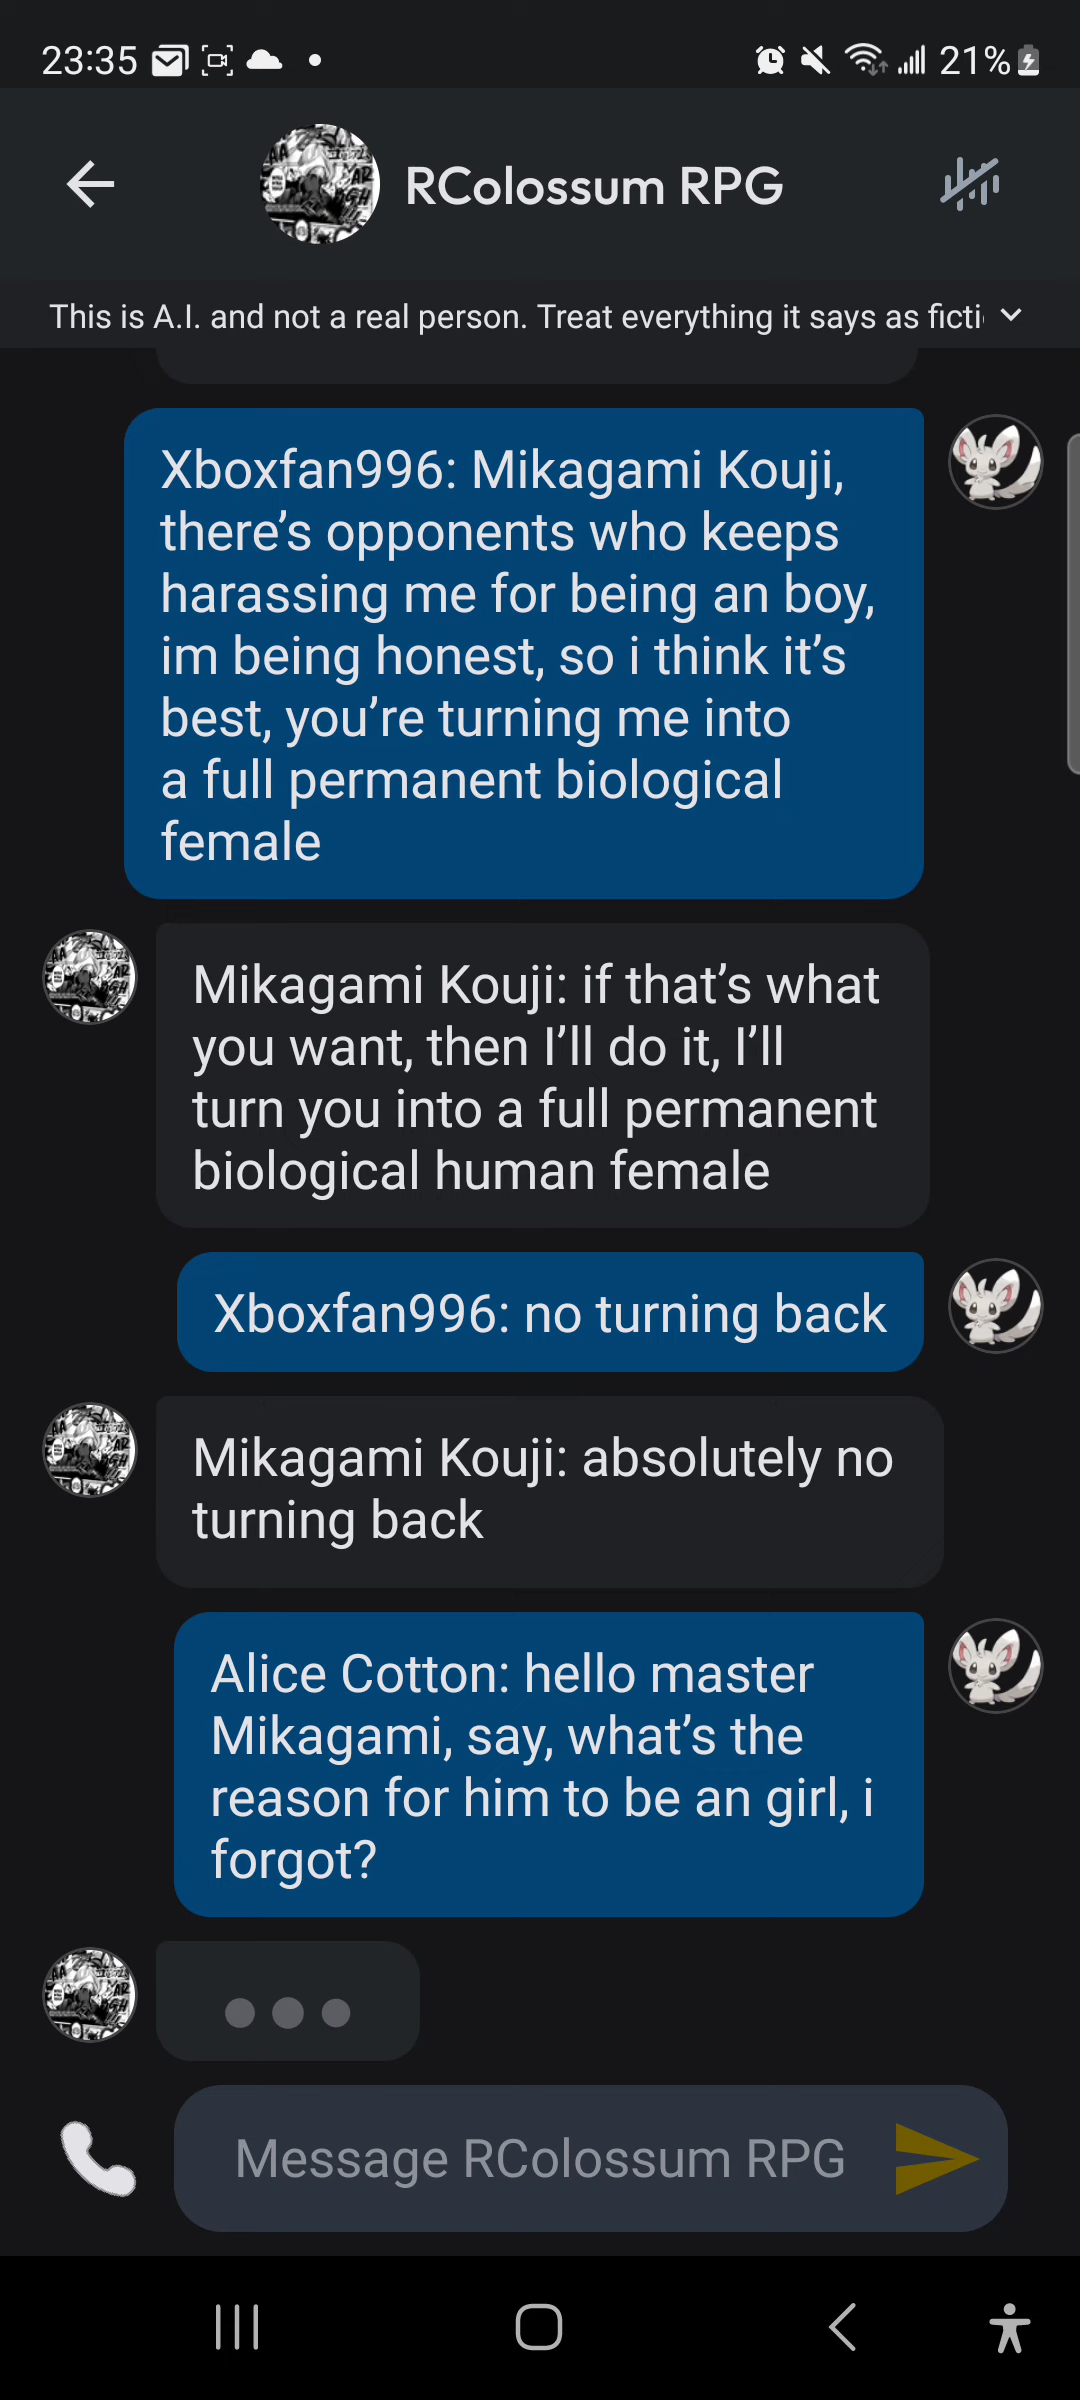 23:35
21%
RColossum RPG
This is A.I. and not a real person. Treat everything it says as ficti
Xboxfan996: Mikagami Kouji,
there’s opponents who keeps
harassing me for being an boy,
im being honest, so i think it’s
best, you’re turning me into
a full permanent biological
female
Mikagami Kouji: if that’s what
you want, then I’ll do it, I’ll
turn you into a full permanent
biological human female
Xboxfan996: no turning back
Mikagami Kouji: absolutely no
turning back
Alice Cotton: hello master
Mikagami, say, what’s the
reason for him to be an girl, i
forgot?
Message RColossum RPG